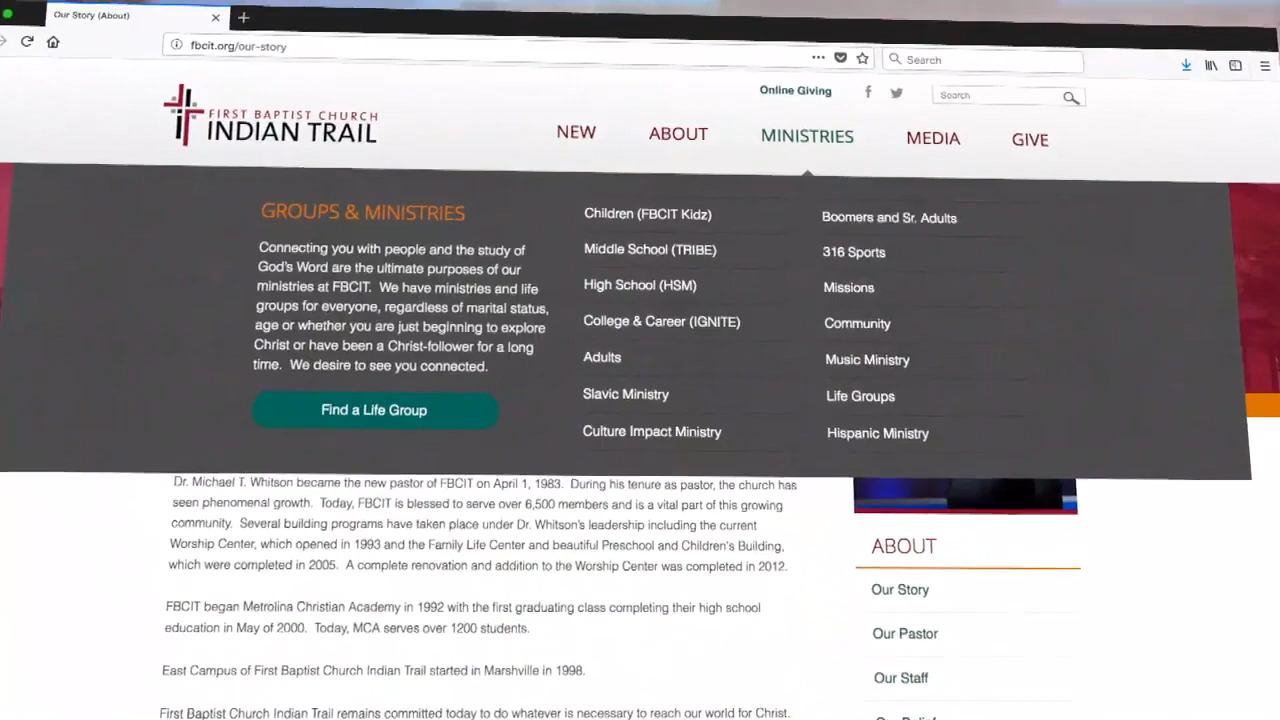 Our Story (About)
fbcit.org/our-story
Search
Online Giving
Search
FIRST BAPTIST CHURCH
INDIAN TRAIL
NEW ABOUT MINISTRIES MEDIA GIVE
GROUPS & MINISTRIES
Connecting you with people and the study of
God's Word are the ultimate purposes of our
ministries at FBCIT. We have ministries and life
groups for everyone, regardless of marital status,
age or whether you are just beginning to explore
Christ or have been a Christ-follower for a long
time. We desire to see you connected.
Find a Life Group
Children (FBCIT Kidz)
Middle School (TRIBE)
High School (HSM)
College & Career (IGNITE)
Adults
Slavic Ministry
Culture Impact Ministry
Boomers and Sr. Adults
316 Sports
Missions
Community
Music Ministry
Life Groups
Hispanic Ministry
Dr. Michael T. Whitson became the new pastor of FBCIT on April 1, 1983. During his tenure as pastor, the church has
seen phenomenal growth. Today, FBCIT is blessed to serve over 6,500 members and is a vital part of this growing
community. Several building programs have taken place under Dr. Whitson's leadership including the current
Worship Center, which opened in 1993 and the Family Life Center and beautiful Preschool and Children's Building,
which were completed in 2005. A complete renovation and addition to the Worship Center was completed in 2012.
FBCIT began Metrolina Christian Academy in 1992 with the first graduating class completing their high school
education in May of 2000. Today, MCA serves over 1200 students.
East Campus of First Baptist Church Indian Trail started in Marshville in 1998.
First Baptist Church Indian Trail remains committed today to do whatever is necessary to reach our world for Christ.
ABOUT
Our Story
Our Pastor
Our Staff